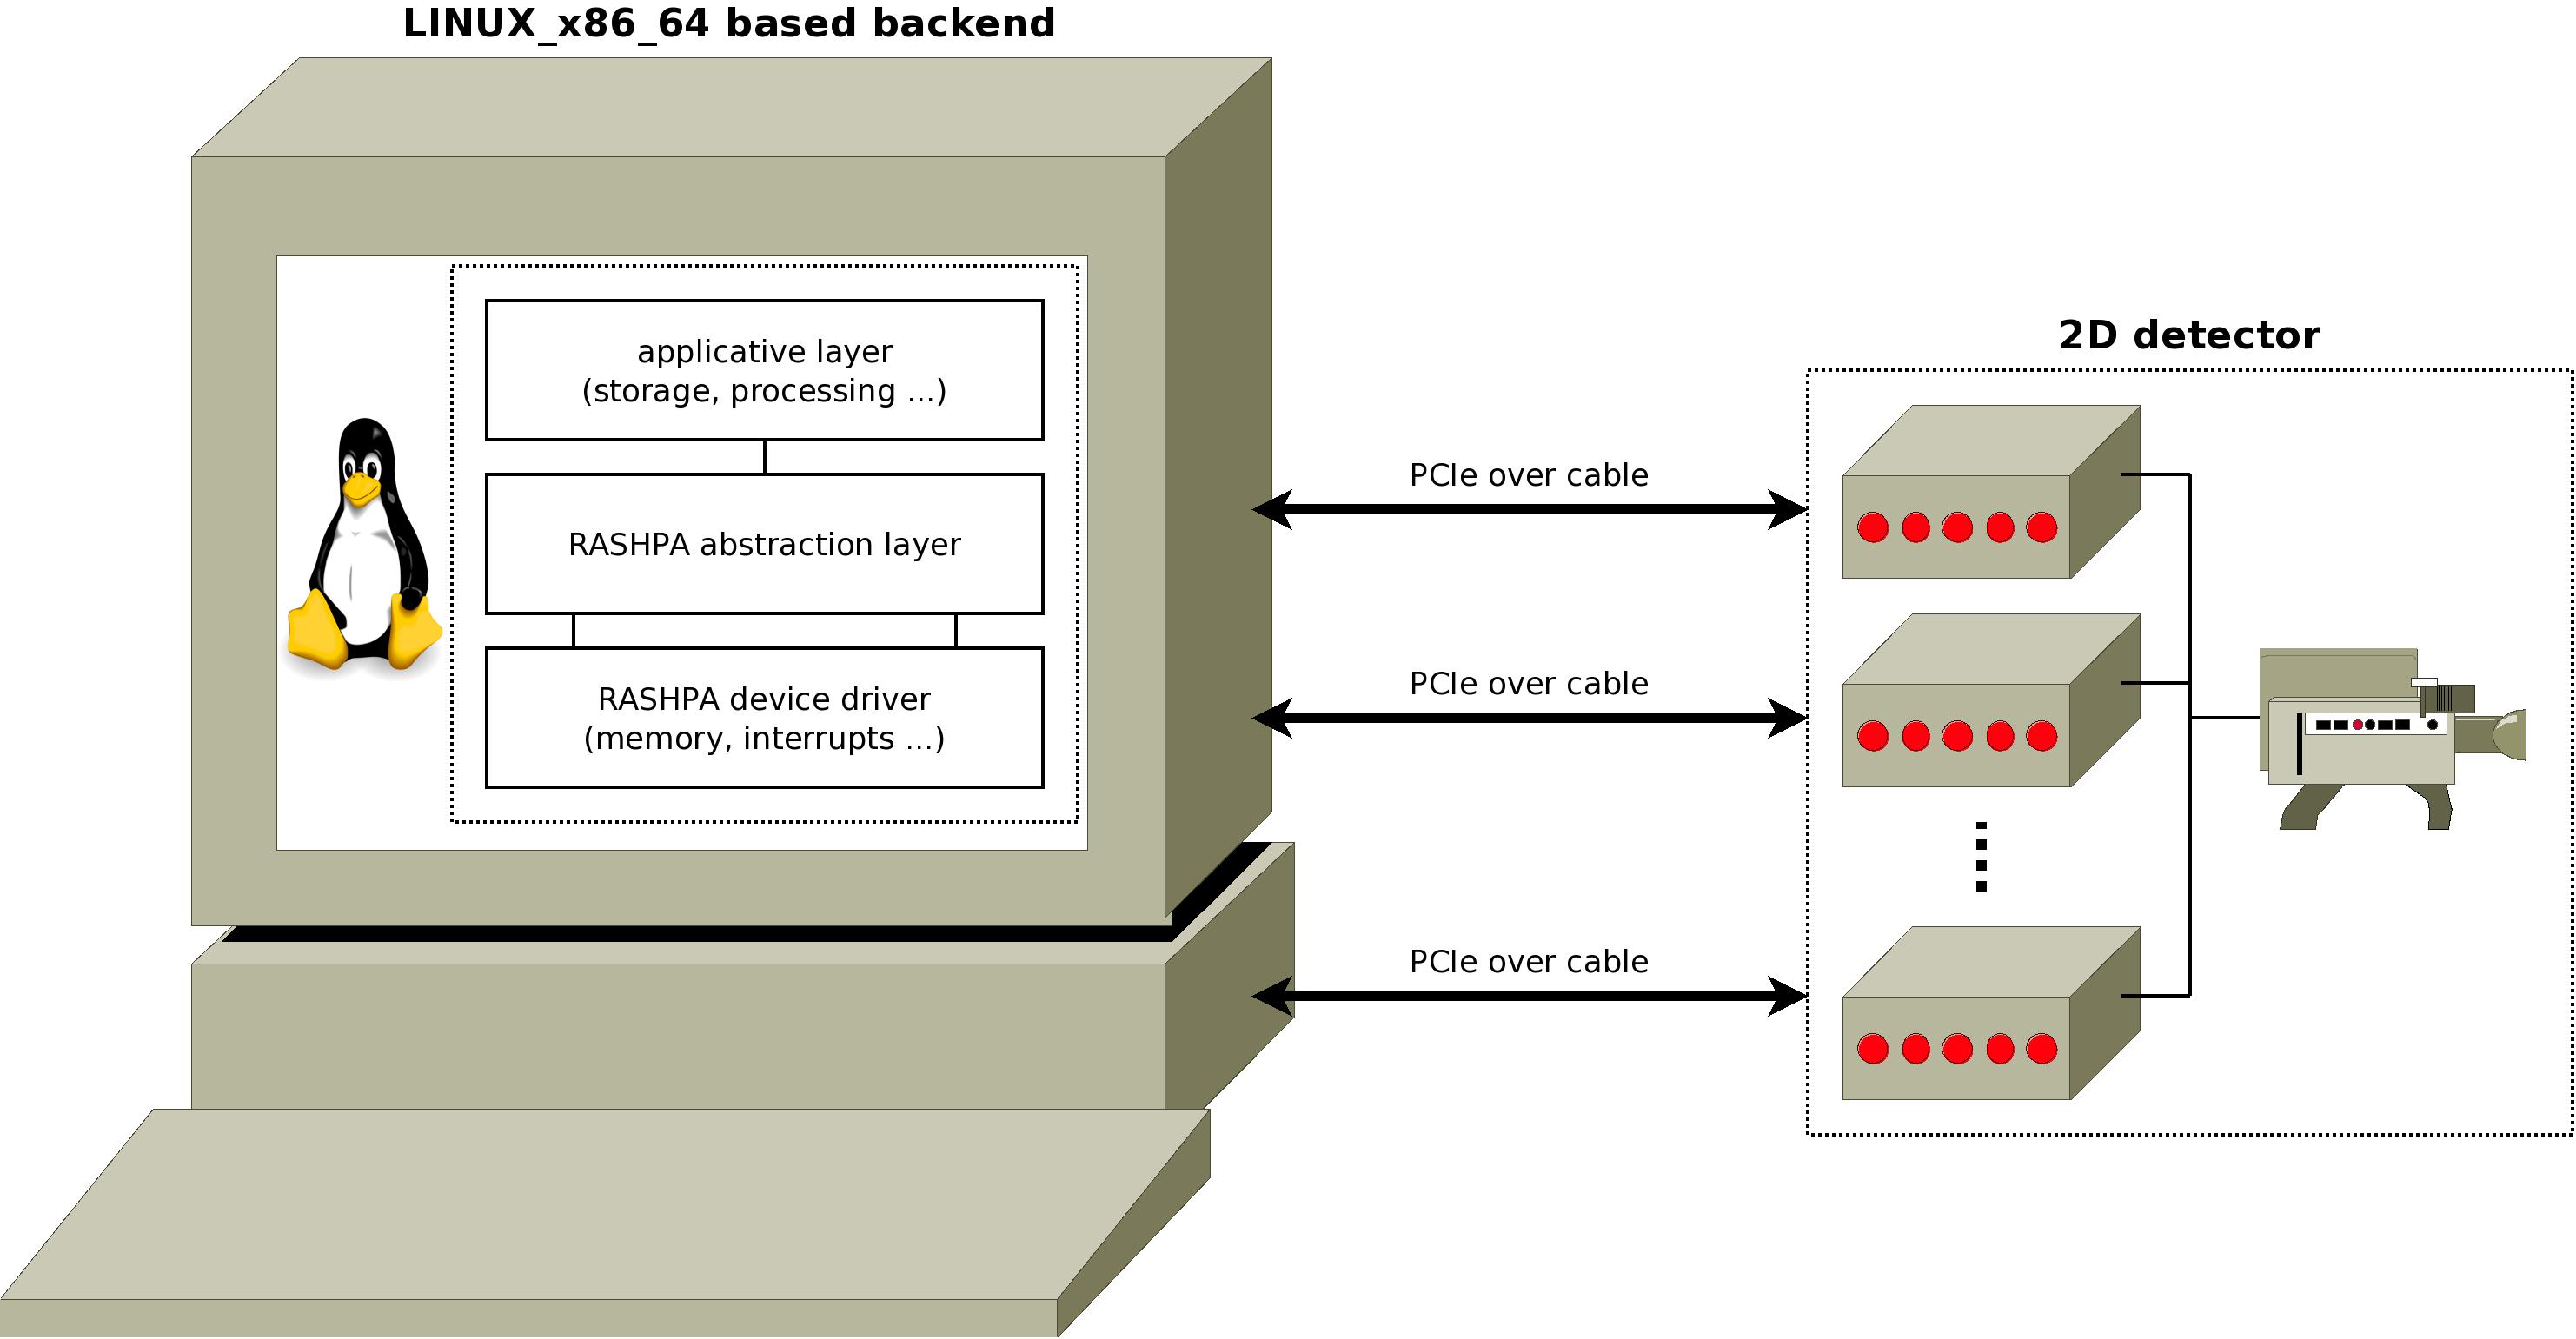 LINUX_x86_64 based backend
applicative layer
(storage, processing ...)
RASHPA abstraction layer
RASHPA device driver
(memory, interrupts ...)
PCIe over cable
PCIe over cable
PCIe over cable
2D detector